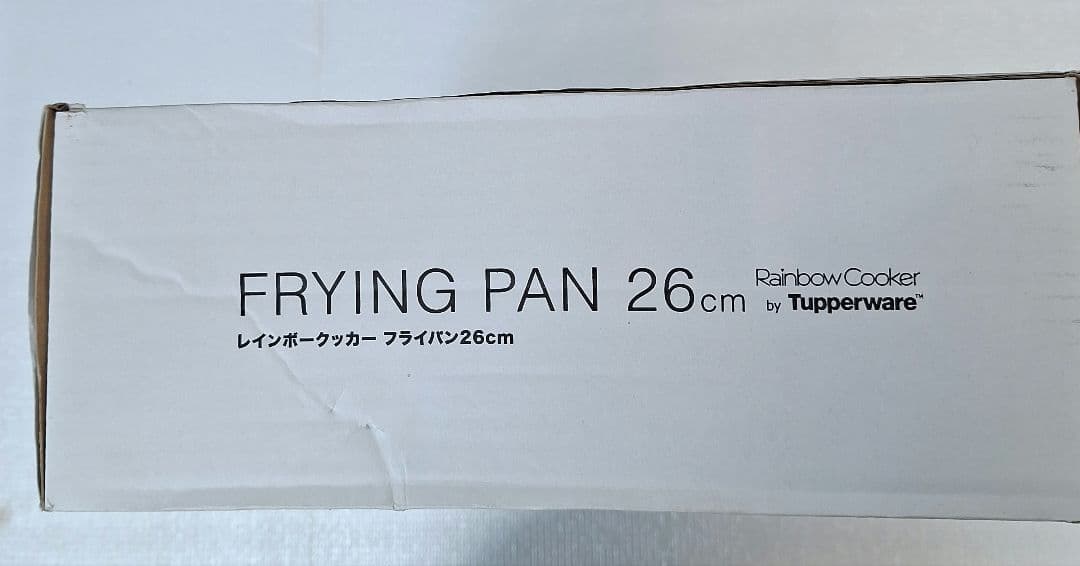 FRYING PAN 26cm
Rainbow Cooker
by Tupperware™
レインボークッカー フライパン26cm